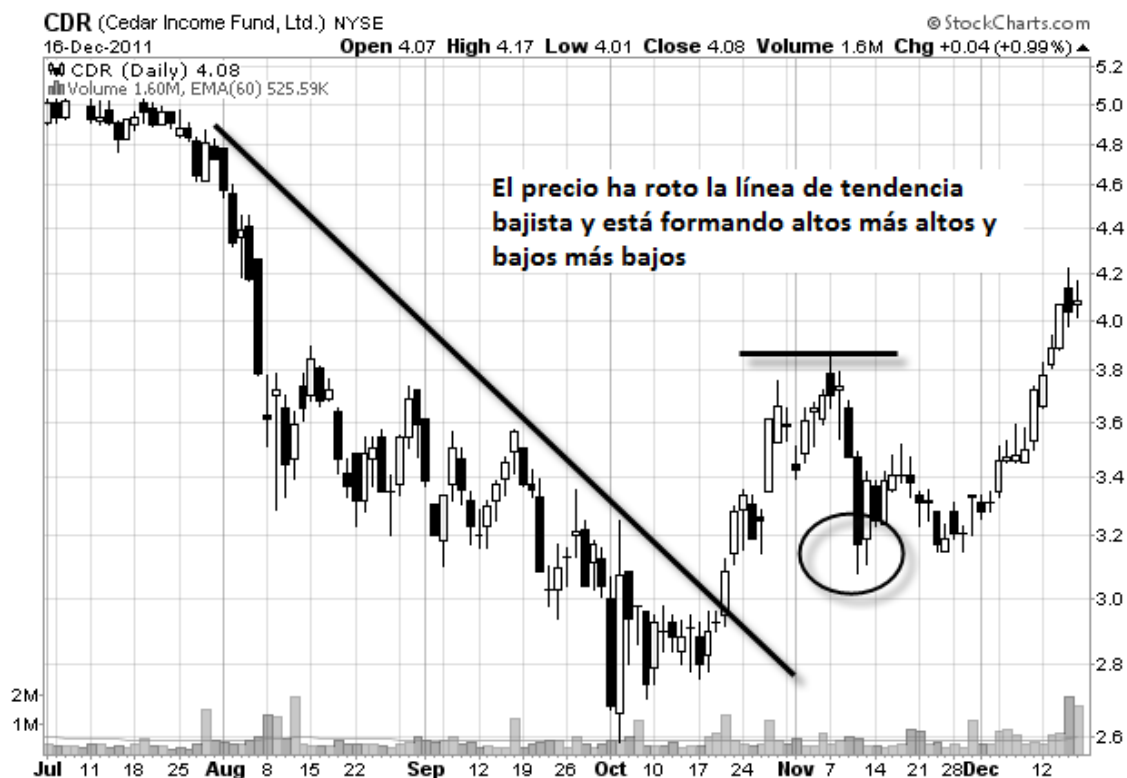 CDR (Cedar Income Fund, Ltd.) NYSE © StockCharts.com
16-Dec-2011 Open 4.07 High 4.17 Low 4.01 Close 4.08 Volume 1.6M Chg +0.04 (+0.99%) ▲
CDR (Daily) 4.08
Volume 1.60M, EMA(60) 525.59K
El precio ha roto la línea de tendencia
bajista y está formando altos más altos y
bajos más bajos
5.2
5.0
4.8
4.6
4.4
4.2
4.0
3.8
3.6
3.4
3.2
3.0
2.8
2.6
2M
1M
Jul 11 18 25 Aug 8 15 22 Sep 12 19 26 Oct 10 17 24 Nov 7 14 21 28 Dec 12